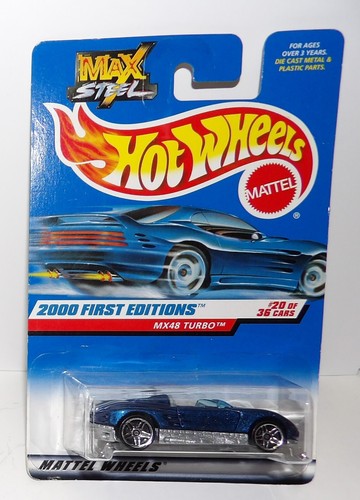 MAX
STEEL
FOR AGES
OVER 3 YEARS.
DIE CAST METAL &
PLASTIC PARTS.
HOT WHEELS
MATTEL
®
2000 FIRST EDITIONS™
#20 OF
36 CARS
MX48 TURBO™
MATTEL WHEELS